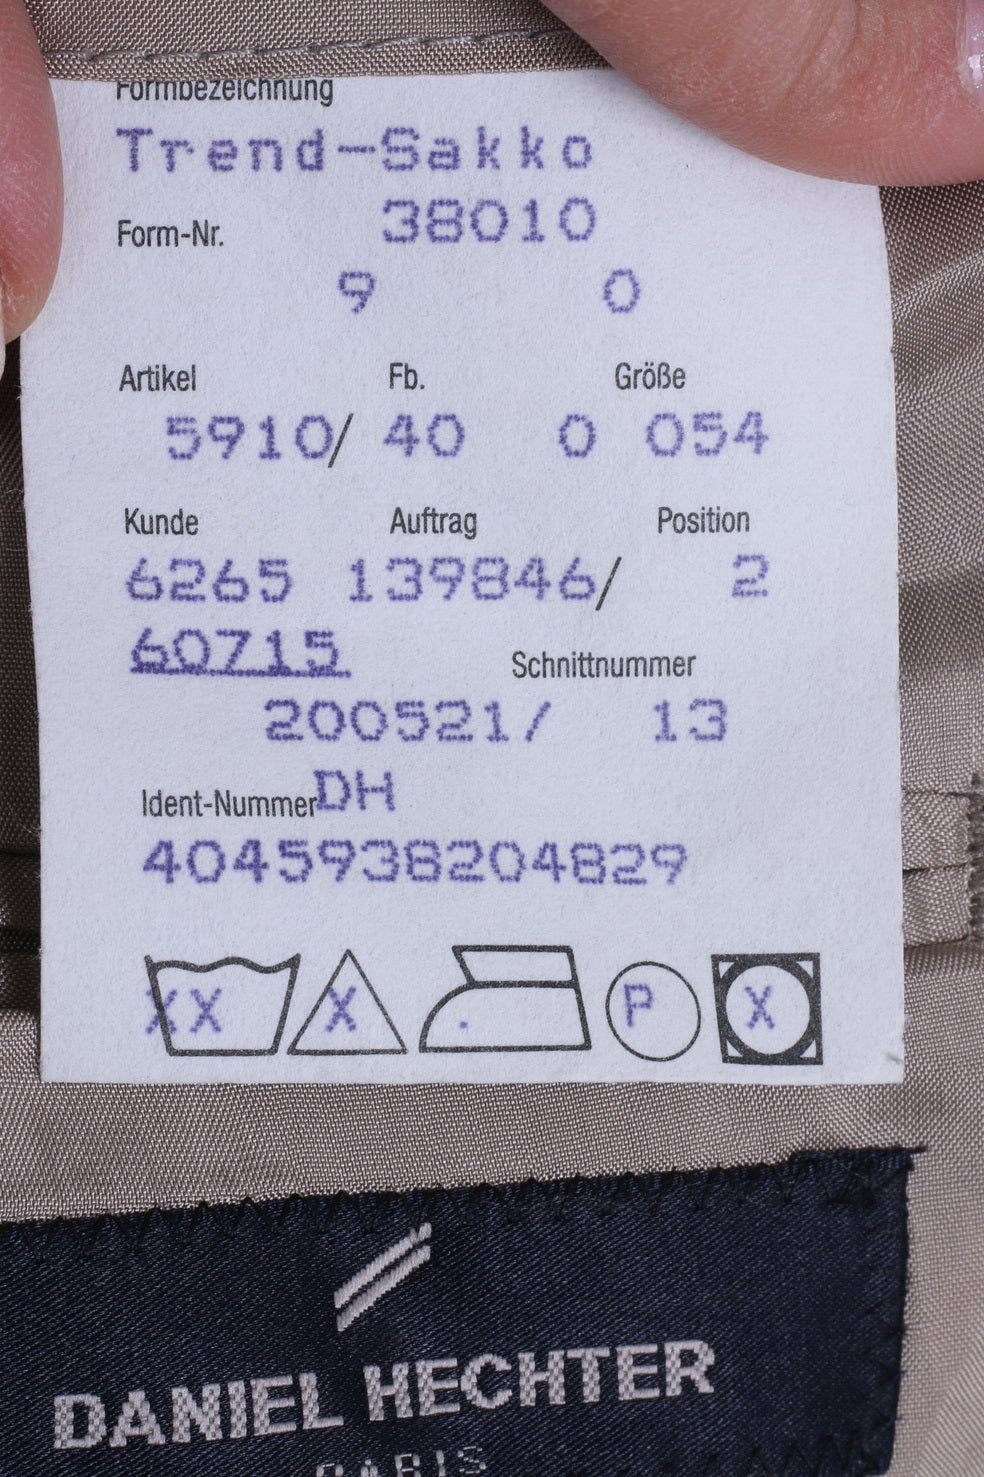 Formbezeichnung
Trend-Sakko
Form-Nr. 38010
9 0
Artikel Fb. Größe
5910/ 40 0 054
Kunde Auftrag Position
6265 139846/ 2
60715 Schnittnummer
200521/ 13
Ident-Nummer DH
4045938204829
XX X . P X
DANIEL HECHTER
PARIS